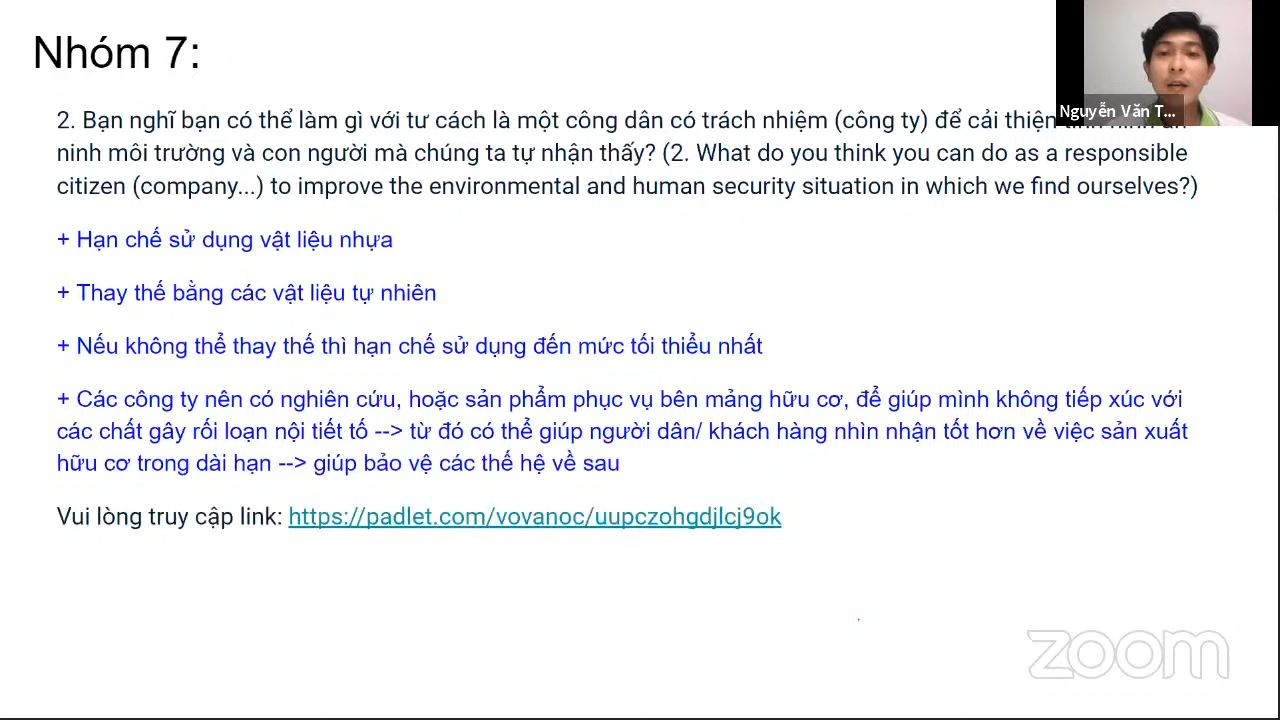 Nhóm 7:
Nguyễn Văn T...
2. Bạn nghĩ bạn có thể làm gì với tư cách là một công dân có trách nhiệm (công ty) để cải thiện
ninh môi trường và con người mà chúng ta tự nhận thấy? (2. What do you think you can do as a responsible
citizen (company...) to improve the environmental and human security situation in which we find ourselves?)
+ Hạn chế sử dụng vật liệu nhựa
+ Thay thế bằng các vật liệu tự nhiên
+ Nếu không thể thay thế thì hạn chế sử dụng đến mức tối thiểu nhất
+ Các công ty nên có nghiên cứu, hoặc sản phẩm phục vụ bên mảng hữu cơ, để giúp mình không tiếp xúc với
các chất gây rối loạn nội tiết tố --> từ đó có thể giúp người dân/ khách hàng nhìn nhận tốt hơn về việc sản xuất
hữu cơ trong dài hạn --> giúp bảo vệ các thế hệ về sau
Vui lòng truy cập link: https://padlet.com/vovanoc/uupczohgdjlcj9ok
zoom